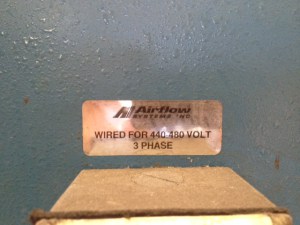 Airflow
SYSTEMS INC
WIRED FOR 440-480 VOLT
3 PHASE